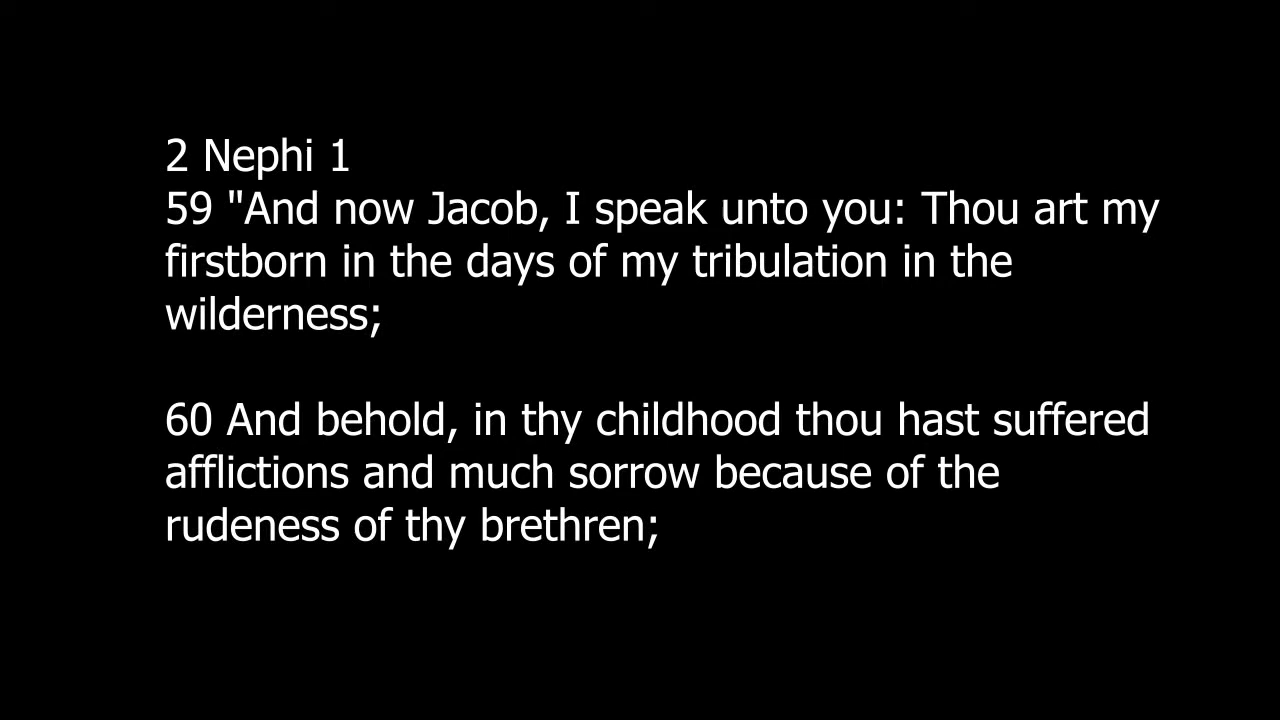 2 Nephi 1
59 "And now Jacob, I speak unto you: Thou art my
firstborn in the days of my tribulation in the
wilderness;
60 And behold, in thy childhood thou hast suffered
afflictions and much sorrow because of the
rudeness of thy brethren;